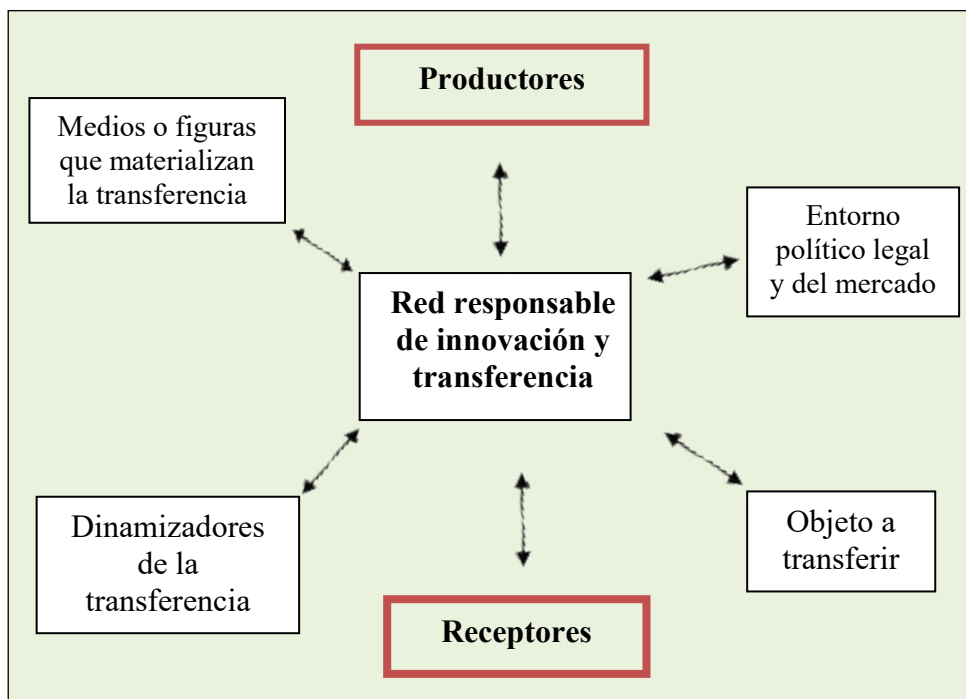 Productores
Medios o figuras
que materializan
la transferencia
Entorno
político legal
y del mercado
Red responsable
de innovación y
transferencia
Dinamizadores
de la
transferencia
Objeto a
transferir
Receptores